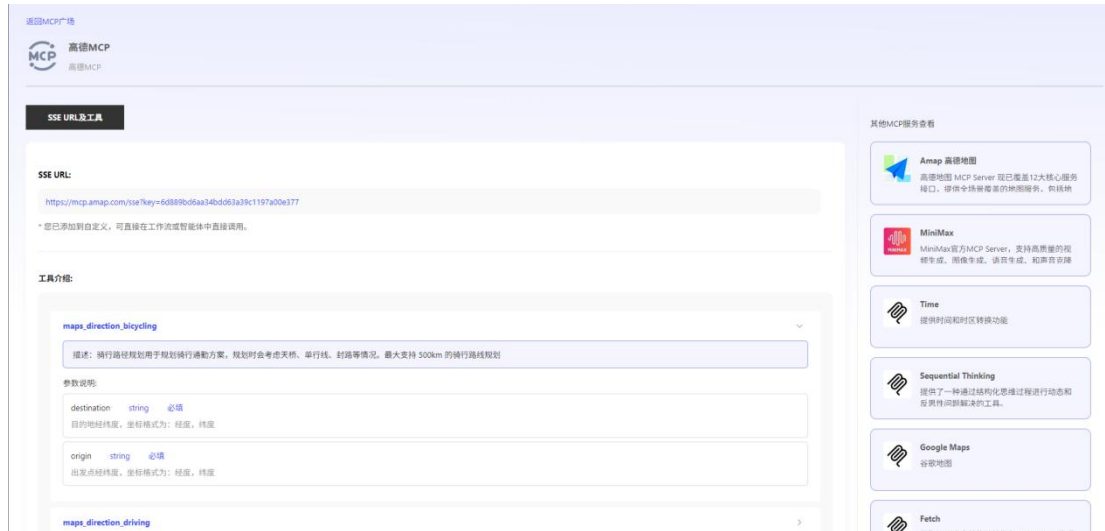 返回MCP广场
MCP
高德MCP
高德MCP
SSE URL及工具
SSE URL:
https://mcp.amap.com/sse?key=6d889bd6aa34bdd63a39c1197a00e377
* 您已添加到自定义，可直接在工作流或智能体中直接调用。
工具介绍:
maps_direction_bicycling
描述：骑行路径规划用于规划骑行通勤方案，规划时会考虑天桥、单行线、封路等情况。最大支持 500km 的骑行路线规划
参数说明:
destination string 必填
目的地经纬度，坐标格式为：经度，纬度
origin string 必填
出发点经纬度，坐标格式为：经度，纬度
maps_direction_driving
其他MCP服务查看
Amap 高德地图
高德地图 MCP Server 现已覆盖12大核心服务
接口，提供全场景覆盖的地图服务，包括地
MiniMax
MiniMax官方MCP Server，支持高质量的视
频生成、图像生成、语音生成、和声音克隆
Time
提供时间和时区转换功能
Sequential Thinking
提供了一种通过结构化思维过程进行动态和
反思性问题解决的工具。
Google Maps
谷歌地图
Fetch